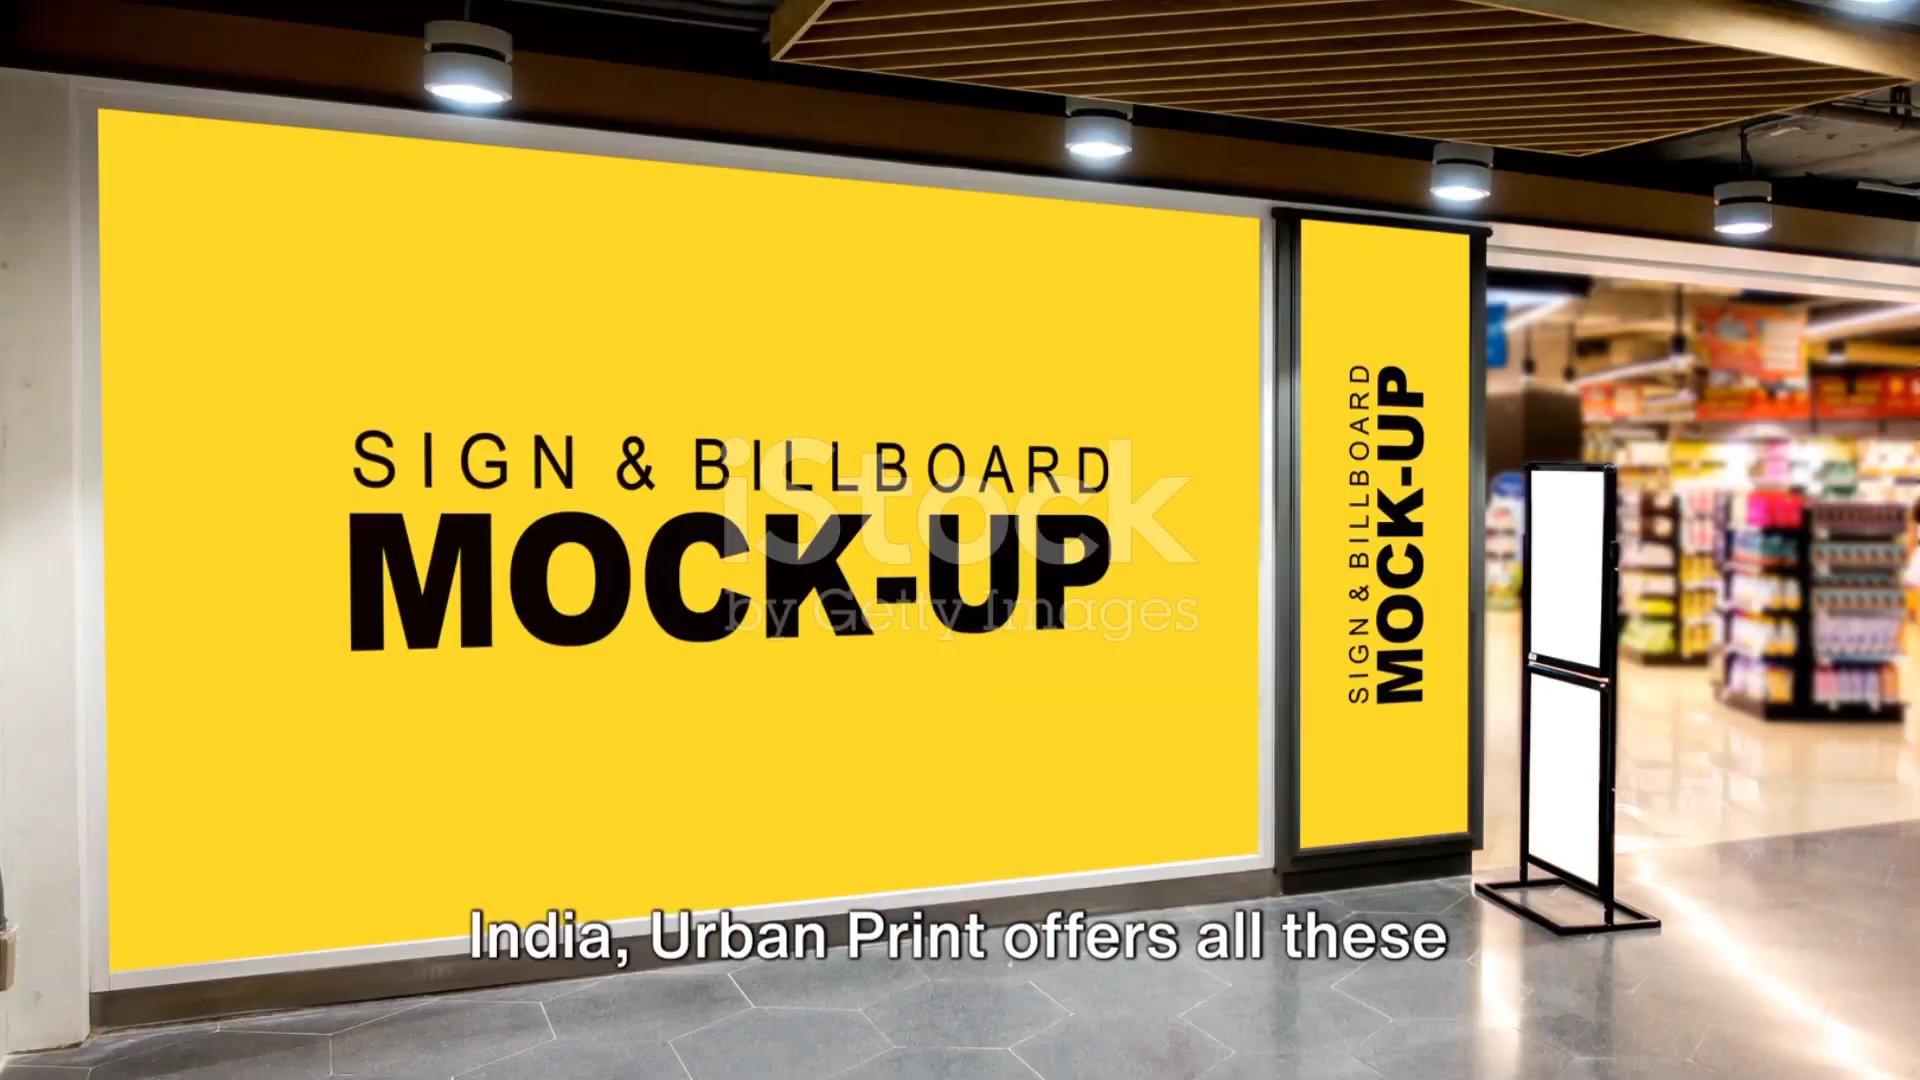 SIGN & BILLBOARD
MOCK-UP
iStock
by Getty Images
SIGN & BILLBOARD
MOCK-UP
India, Urban Print offers all these